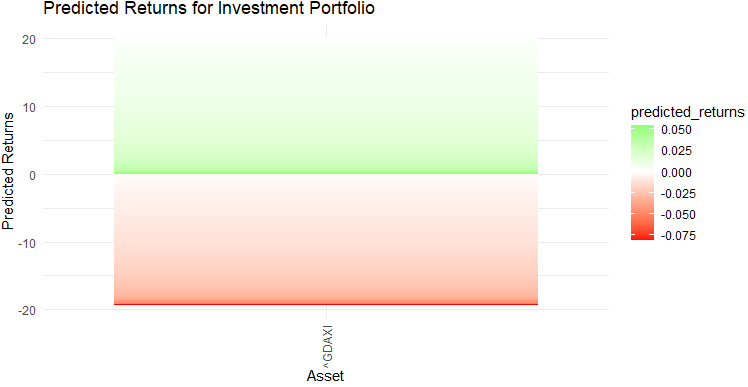 Predicted Returns for Investment Portfolio
20
10
0
-10
-20
Predicted Returns
^GDAXI
Asset
predicted_returns
0.050
0.025
0.000
-0.025
-0.050
-0.075